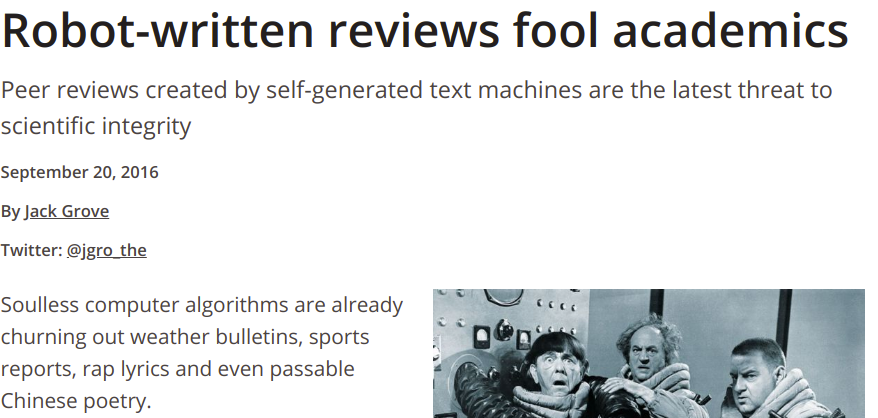 Robot-written reviews fool academics
Peer reviews created by self-generated text machines are the latest threat to
scientific integrity
September 20, 2016
By Jack Grove
Twitter: @jgro_the
Soulless computer algorithms are already
churning out weather bulletins, sports
reports, rap lyrics and even passable
Chinese poetry.